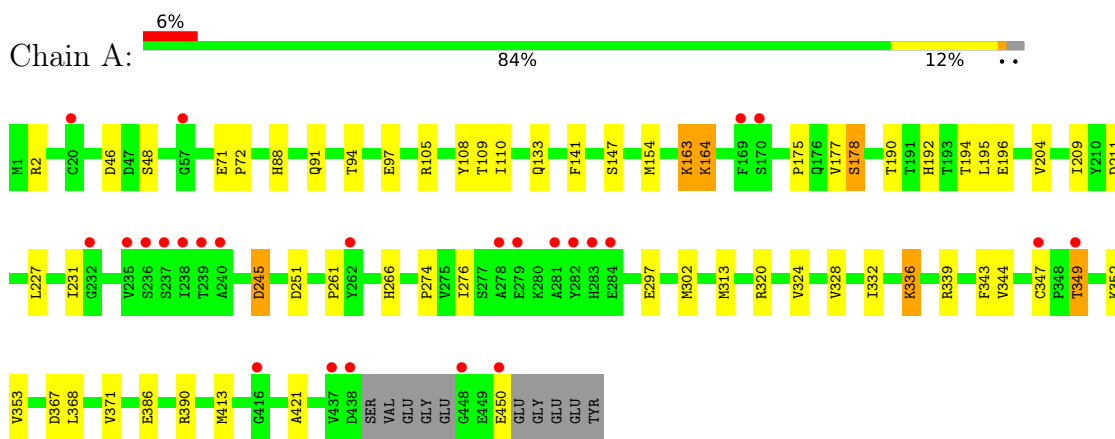 6%
Chain A:
84% 12% • •
M1 R2 C20 D46 D47 S48 G57 E71 P72 H88 Q91 T94 E97 R105 Y108 T109 I110 Q133 F141 S147 M154 K163 K164 F169 S170 P175 Q176 V177 S178 T190 T191 H192 T193 T194 L195 E196 V204 I209 Y210 D211
L227 I231 G232 V235 S236 S237 I238 T239 A240 D245 D251 P261 Y262 H266 P274 V275 I276 S277 A278 E279 K280 A281 Y282 H283 E284 E297 M302 M313 R320 V324 V328 I332 K336 R339 F343 V344 C347 P348 T349 K352
V353 D367 L368 V371 E386 R390 M413 G416 A421 V437 D438 SER VAL GLU GLY GLU G448 E449 E450 GLU GLY GLU GLU TYR